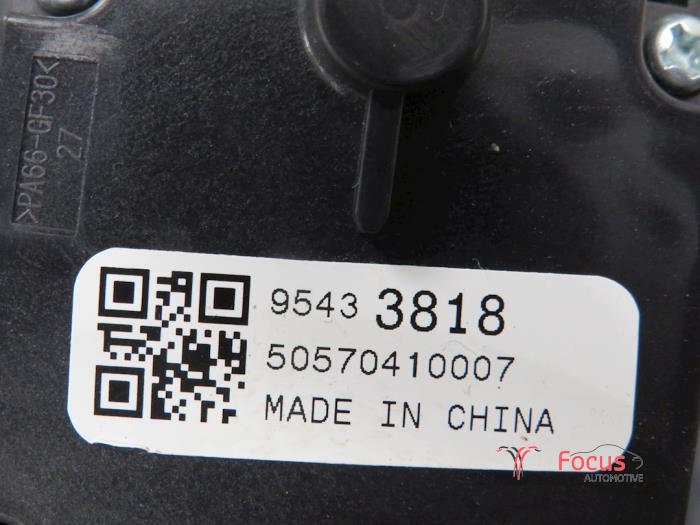 >PA66-GF30<
27
9543 3818
50570410007
MADE IN CHINA
Focus
AUTOMOTIVE